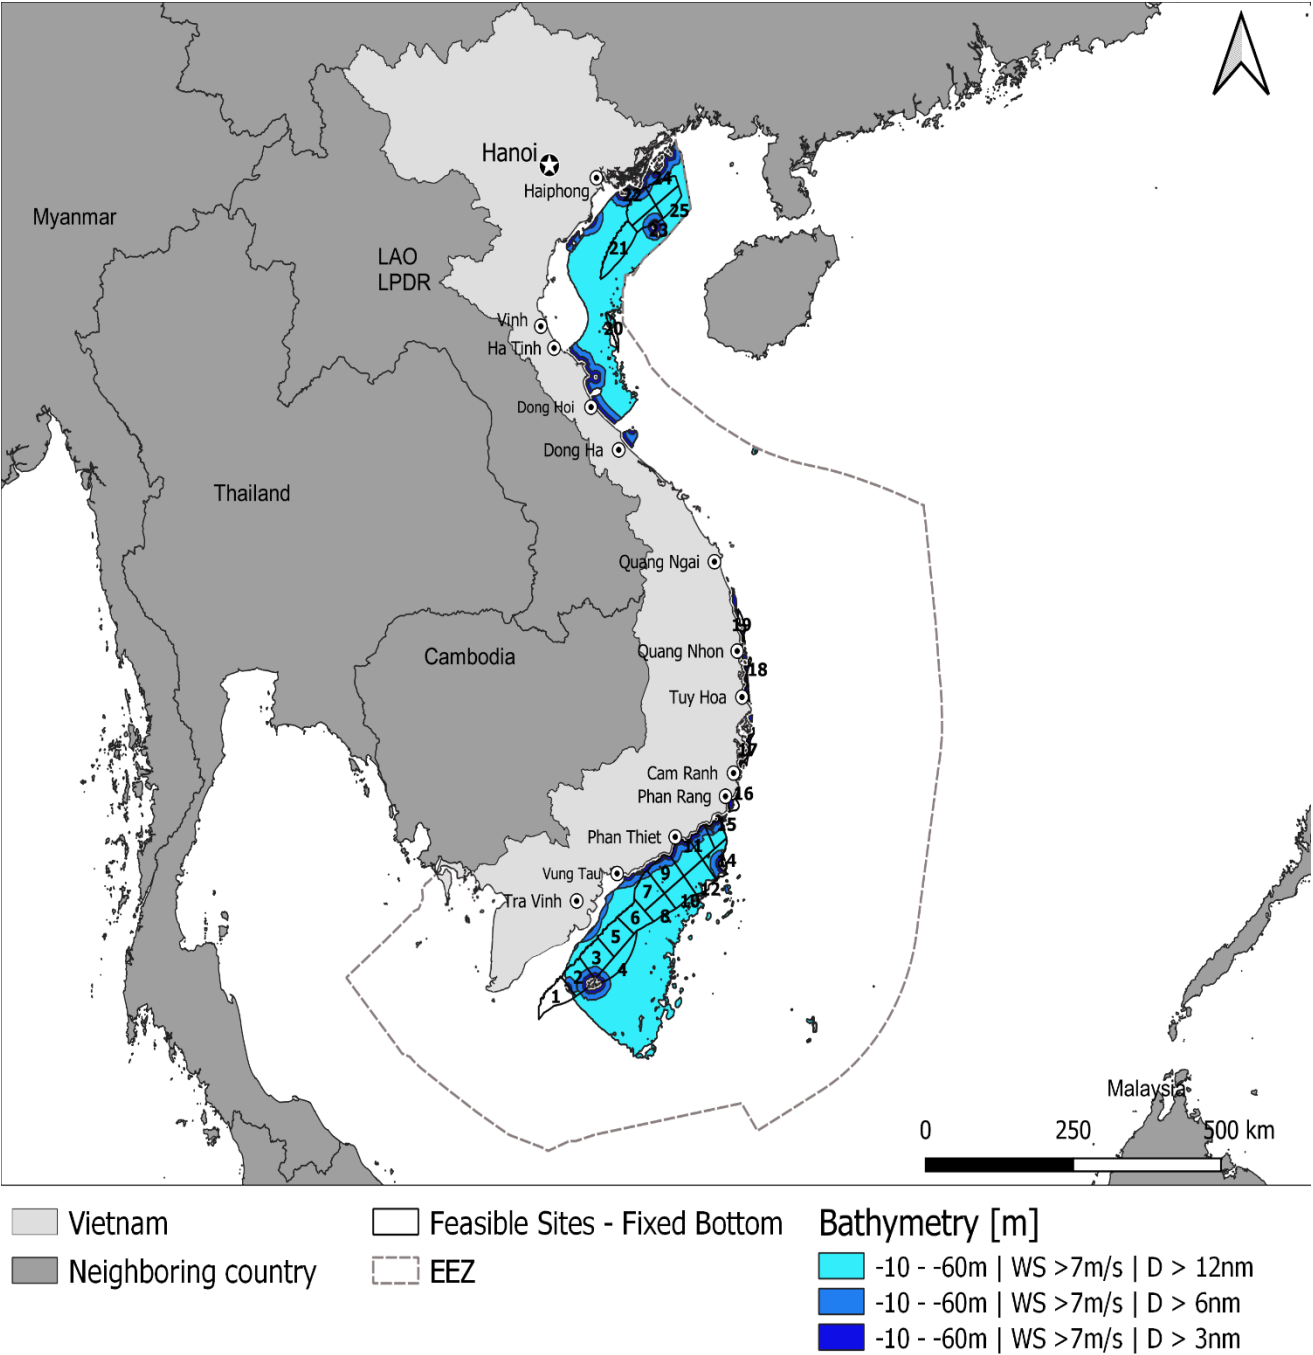 Hanoi
Haiphong
24
22
25
23
21
Myanmar
LAO
LPDR
Vinh
20
Ha Tinh
Dong Hoi
Dong Ha
Thailand
Quang Ngai
19
Quang Nhon
Cambodia
18
Tuy Hoa
17
Cam Ranh
Phan Rang
16
15
Phan Thiet
11
14
Vung Tau
9
12
7
10
Tra Vinh
6
8
5
3
4
2
1
Malaysia
0 250 500 km
Vietnam
Neighboring country
Feasible Sites - Fixed Bottom
EEZ
Bathymetry [m]
-10 - -60m | WS >7m/s | D > 12nm
-10 - -60m | WS >7m/s | D > 6nm
-10 - -60m | WS >7m/s | D > 3nm